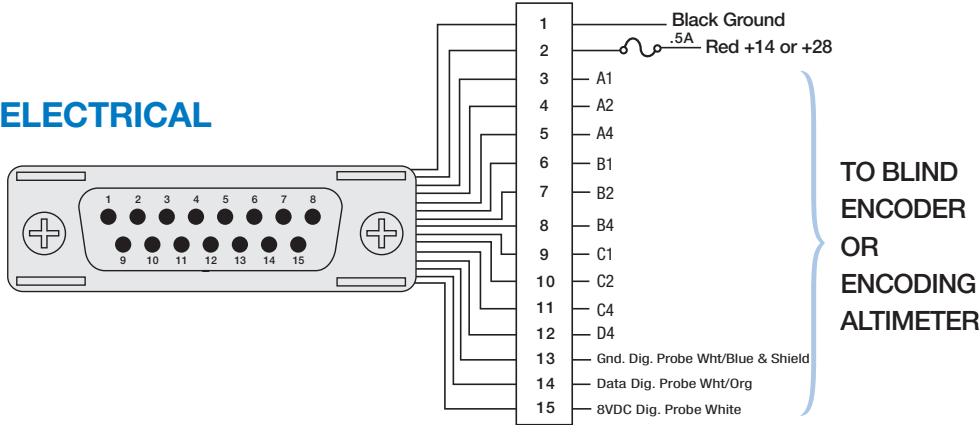 ELECTRICAL
1 2 3 4 5 6 7 8
9 10 11 12 13 14 15
1 Black Ground
2 .5A Red +14 or +28
3 A1
4 A2
5 A4
6 B1
7 B2
8 B4
9 C1
10 C2
11 C4
12 D4
13 Gnd. Dig. Probe Wht/Blue & Shield
14 Data Dig. Probe Wht/Org
15 8VDC Dig. Probe White
TO BLIND
ENCODER
OR
ENCODING
ALTIMETER